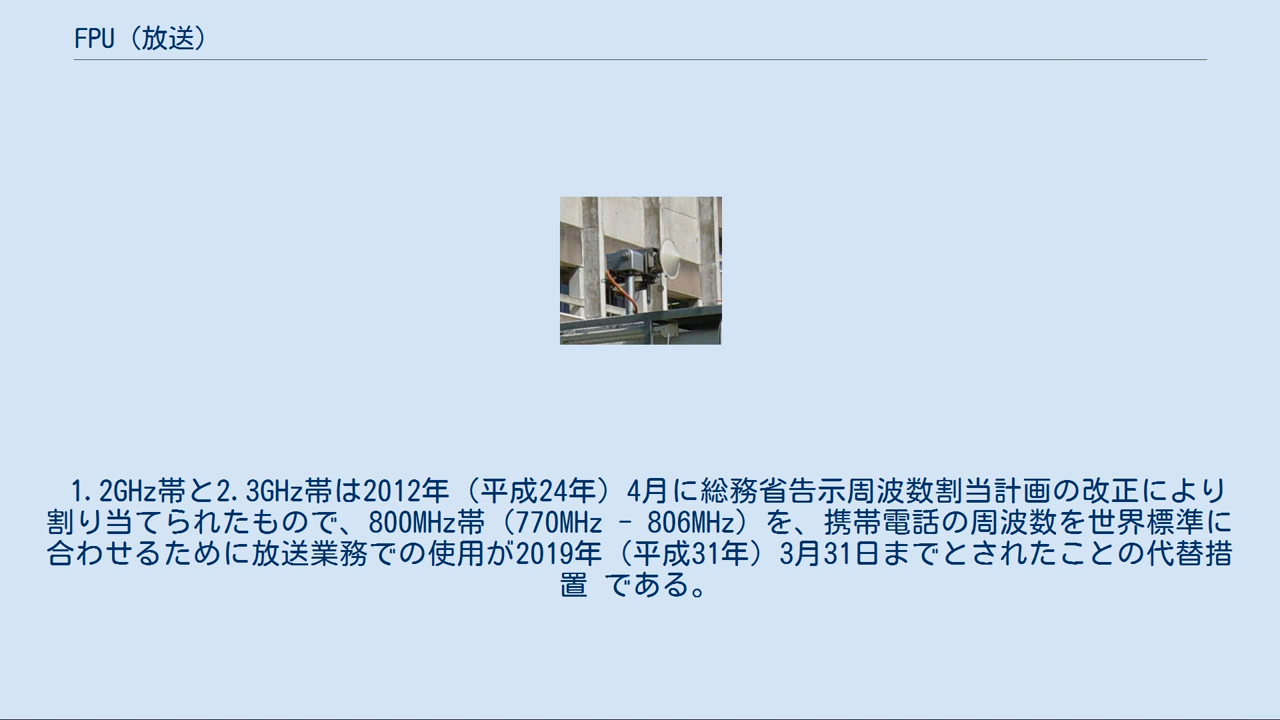 FPU（放送）
1.2GHz帯と2.3GHz帯は2012年（平成24年）4月に総務省告示周波数割当計画の改正により
割り当てられたもので、800MHz帯（770MHz - 806MHz）を、携帯電話の周波数を世界標準に
合わせるために放送業務での使用が2019年（平成31年）3月31日までとされたことの代替措
置 である。